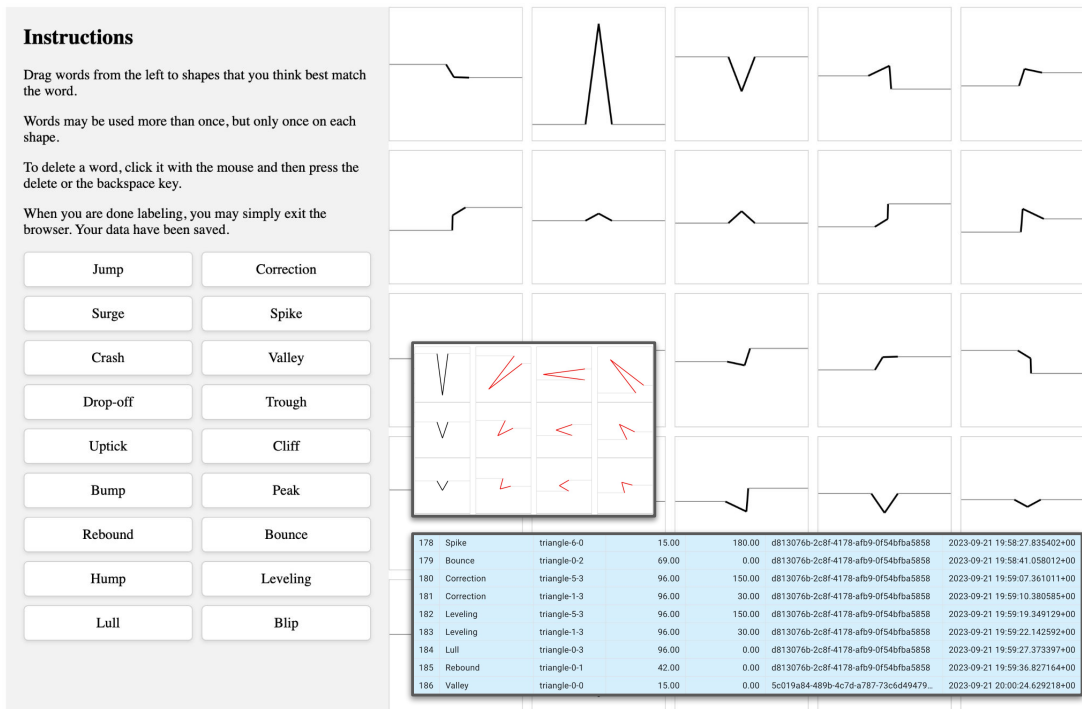 Instructions
Drag words from the left to shapes that you think best match
the word.
Words may be used more than once, but only once on each
shape.
To delete a word, click it with the mouse and then press the
delete or the backspace key.
When you are done labeling, you may simply exit the
browser. Your data have been saved.
Jump Correction
Surge Spike
Crash Valley
Drop-off Trough
Uptick Cliff
Bump Peak
Rebound Bounce
Hump Leveling
Lull Blip
178 Spike triangle-6-0 15.00 180.00 d813076b-2c8f-4178-afb9-0f54bfba5858 2023-09-21 19:58:27.835402+00
179 Bounce triangle-0-2 69.00 0.00 d813076b-2c8f-4178-afb9-0f54bfba5858 2023-09-21 19:58:41.058012+00
180 Correction triangle-5-3 96.00 150.00 d813076b-2c8f-4178-afb9-0f54bfba5858 2023-09-21 19:59:07.361011+00
181 Correction triangle-1-3 96.00 30.00 d813076b-2c8f-4178-afb9-0f54bfba5858 2023-09-21 19:59:10.380585+00
182 Leveling triangle-5-3 96.00 150.00 d813076b-2c8f-4178-afb9-0f54bfba5858 2023-09-21 19:59:19.349129+00
183 Leveling triangle-1-3 96.00 30.00 d813076b-2c8f-4178-afb9-0f54bfba5858 2023-09-21 19:59:22.142592+00
184 Lull triangle-0-3 96.00 0.00 d813076b-2c8f-4178-afb9-0f54bfba5858 2023-09-21 19:59:27.373397+00
185 Rebound triangle-0-1 42.00 0.00 d813076b-2c8f-4178-afb9-0f54bfba5858 2023-09-21 19:59:36.827164+00
186 Valley triangle-0-0 15.00 0.00 5c019a84-489b-4c7d-a787-73c6d49479... 2023-09-21 20:00:24.629218+00